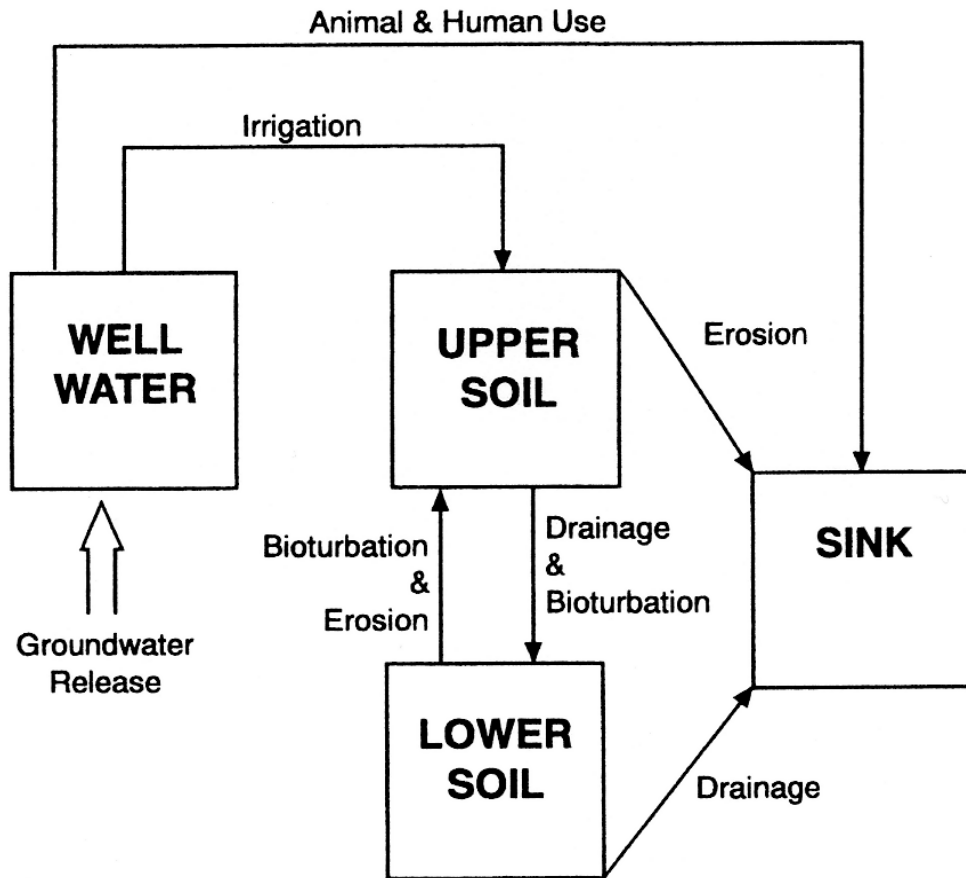 Animal & Human Use
Irrigation
WELL
WATER
UPPER
SOIL
Erosion
SINK
Bioturbation
&
Erosion
Drainage
&
Bioturbation
Groundwater
Release
LOWER
SOIL
Drainage